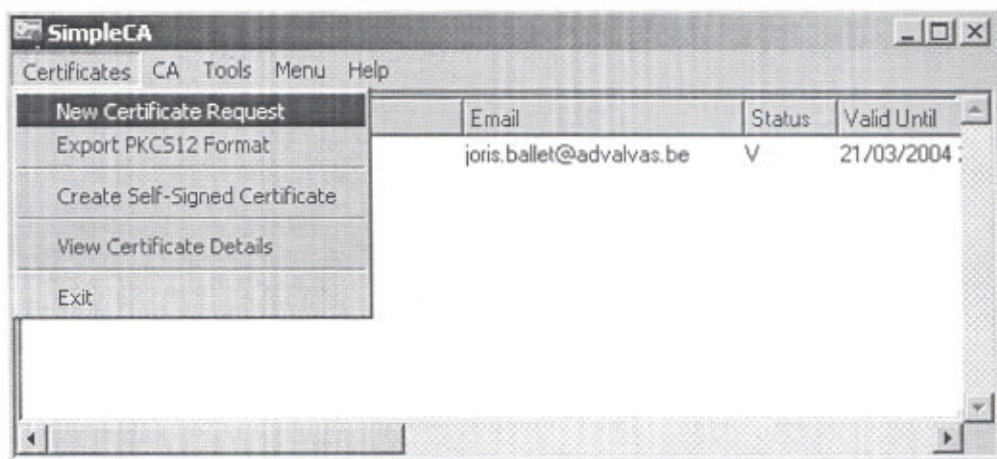 SimpleCA
Certificates CA Tools Menu Help
New Certificate Request
Email Status Valid Until
Export PKCS12 Format
joris.ballet@advalvas.be V 21/03/2004
Create Self-Signed Certificate
View Certificate Details
Exit